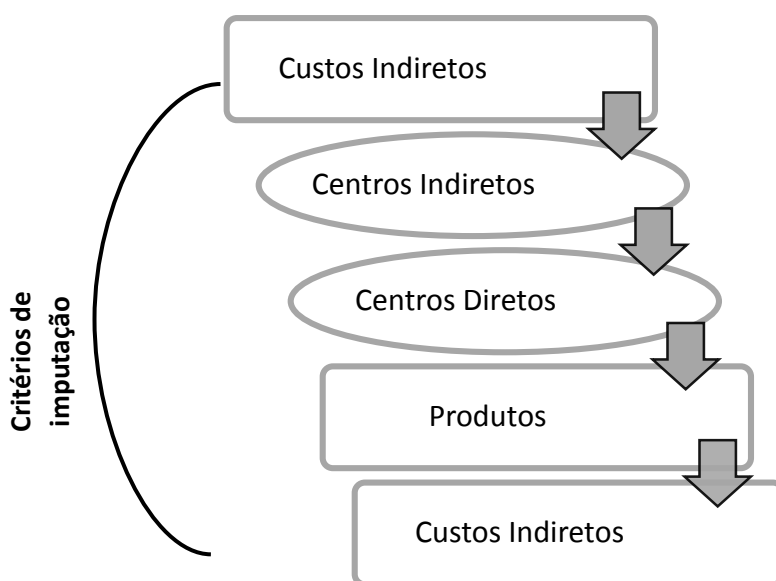 Custos Indiretos
Centros Indiretos
Centros Diretos
Produtos
Custos Indiretos
Critérios de
imputação